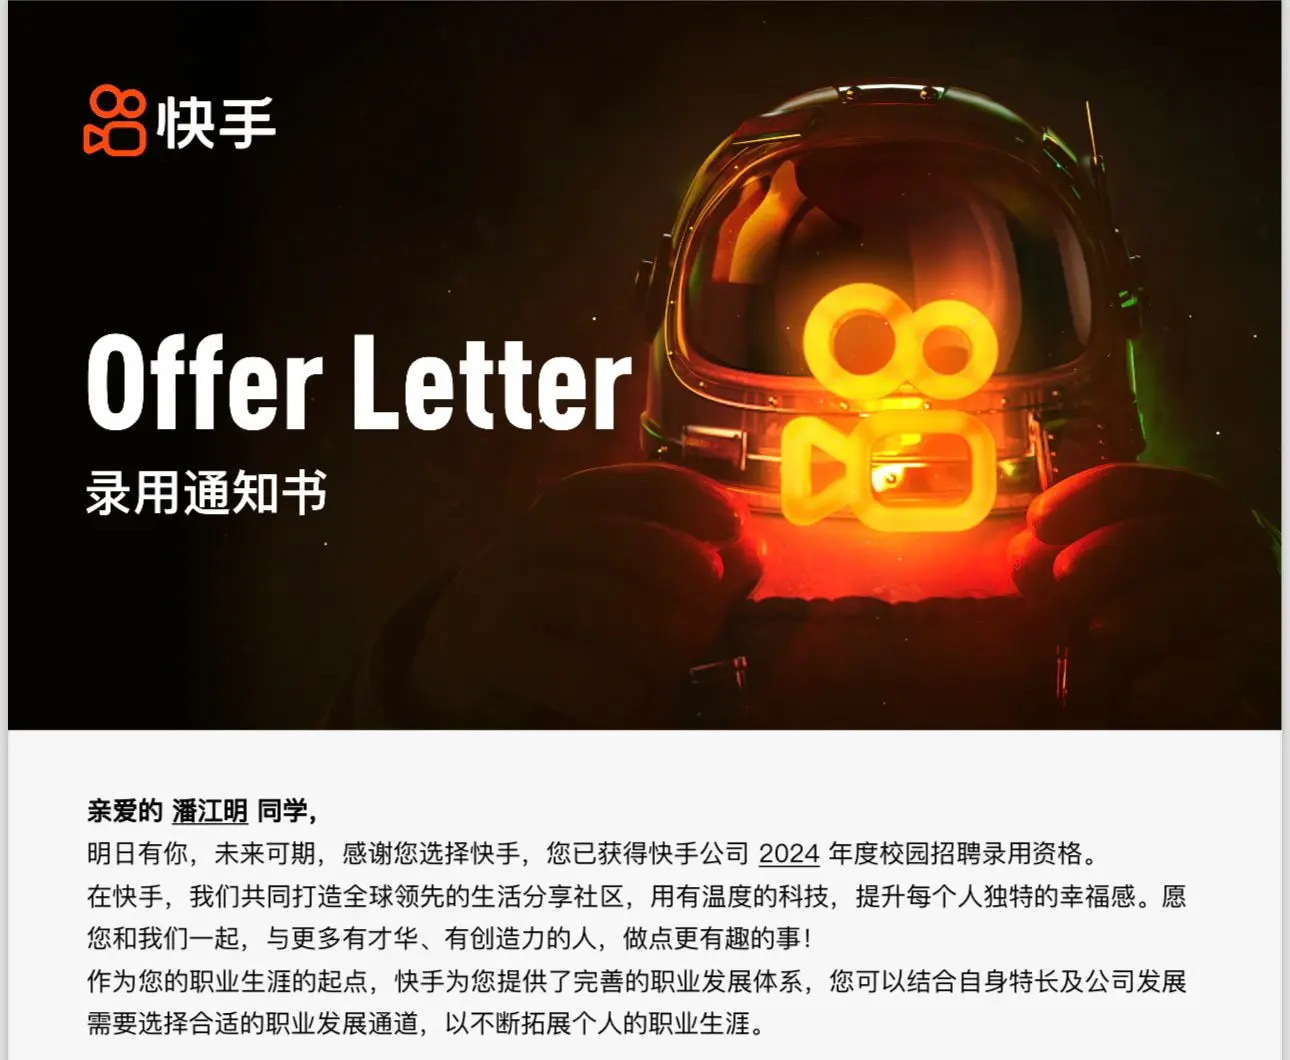 快手
Offer Letter
录用通知书
亲爱的 潘江明 同学，
明日有你，未来可期，感谢您选择快手，您已获得快手公司 2024 年度校园招聘录用资格。
在快手，我们共同打造全球领先的生活分享社区，用有温度的科技，提升每个人独特的幸福感。愿
您和我们一起，与更多有才华、有创造力的人，做点更有趣的事！
作为您的职业生涯的起点，快手为您提供了完善的职业发展体系，您可以结合自身特长及公司发展
需要选择合适的职业发展通道，以不断拓展个人的职业生涯。